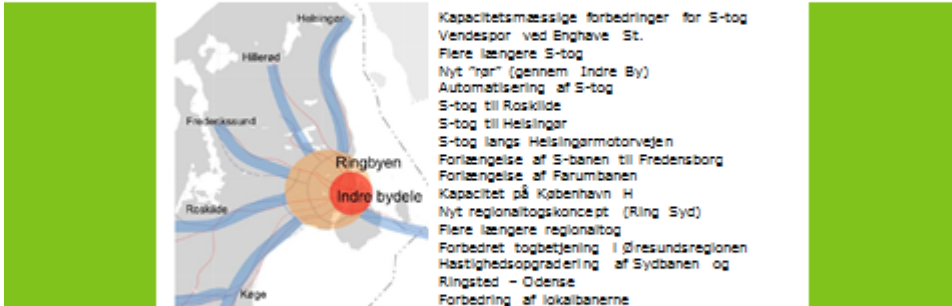 Helsingør
Hillerød
Frederikssund
Ringbyen
Indre bydele
Roskilde
Køge
Kapacitetsmæssige forbedringer for S-tog
Vendespor ved Enghave St.
Flere længere S-tog
Nyt "rør" (gennem Indre By)
Automatisering af S-tog
S-tog til Roskilde
S-tog til Helsingør
S-tog langs Helsingørmotorvejen
Forlængelse af S-banen til Fredensborg
Forlængelse af Farumbanen
Kapacitet på København H
Nyt regionaltogskoncept (Ring Syd)
Flere længere regionaltog
Forbedret togbetjening i Øresundsregionen
Hastighedsopgradering af Sydbanen og
Ringsted – Odense
Forbedring af lokalbanerne